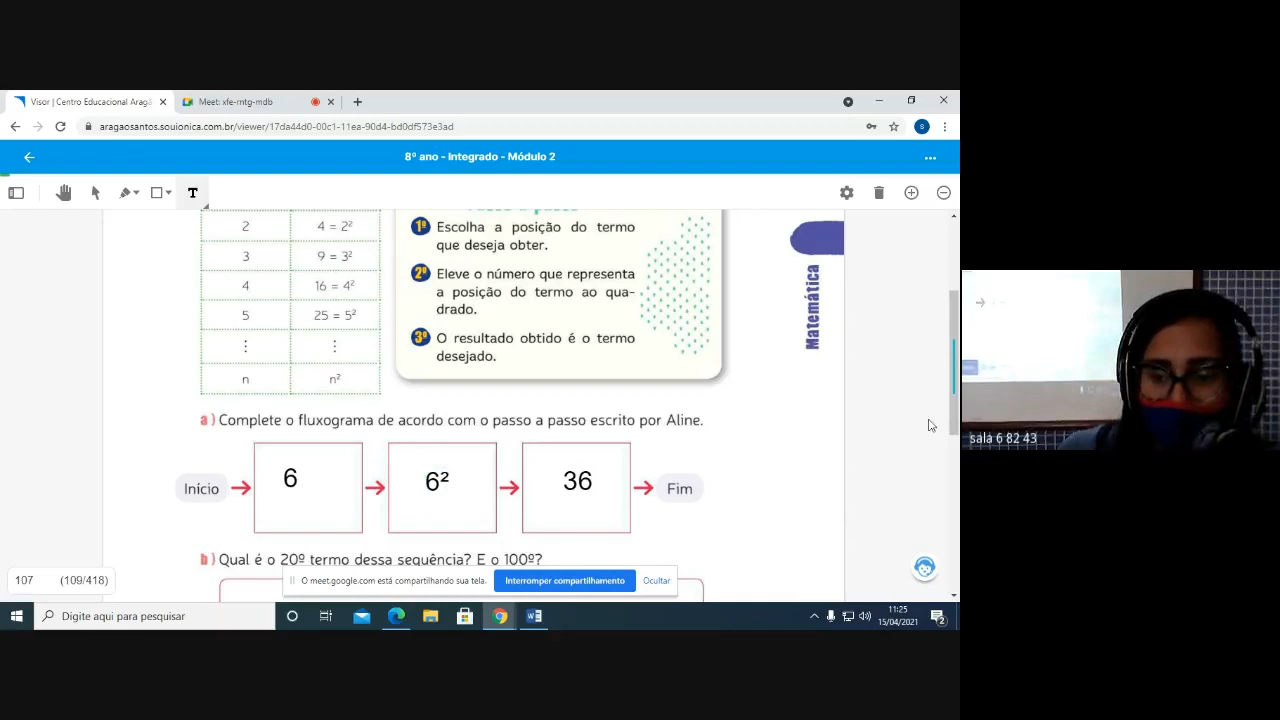 Visor | Centro Educacional Aragã
Meet: xfe-rntg-mdb
aragaosantos.souionica.com.br/viewer/17da44d0-00c1-11ea-90d4-bd0df573e3ad
S
8º ano - Integrado - Módulo 2
T
2 4 = 2²
3 9 = 3²
4 16 = 4²
5 25 = 5²
⋮ ⋮
n n²
1º Escolha a posição do termo
que deseja obter.
2º Eleve o número que representa
a posição do termo ao qua-
drado.
3º O resultado obtido é o termo
desejado.
Matemática
a) Complete o fluxograma de acordo com o passo a passo escrito por Aline.
Início → 6 → 6² → 36 → Fim
b) Qual é o 20º termo dessa sequência? E o 100º?
107 (109/418)
O meet.google.com está compartilhando sua tela. Interromper compartilhamento Ocultar
Digite aqui para pesquisar
11:25
15/04/2021
2
sala 6 82 43